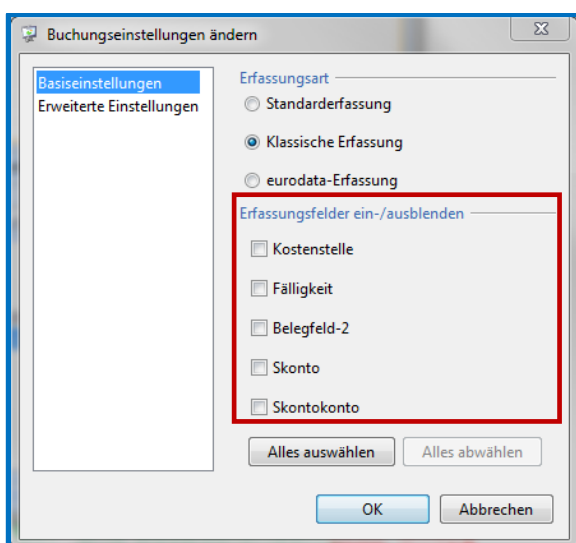 Buchungseinstellungen ändern
Basiseinstellungen
Erweiterte Einstellungen
Erfassungsart
Standarderfassung
Klassische Erfassung
eurodata-Erfassung
Erfassungsfelder ein-/ausblenden
Kostenstelle
Fälligkeit
Belegfeld-2
Skonto
Skontokonto
Alles auswählen
Alles abwählen
OK
Abbrechen